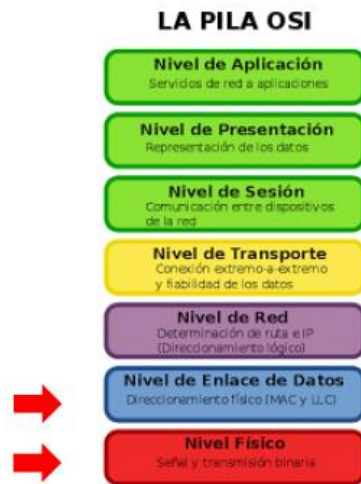 LA PILA OSI
Nivel de Aplicación
Servicios de red a aplicaciones
Nivel de Presentación
Representación de los datos
Nivel de Sesión
Comunicación entre dispositivos
de la red
Nivel de Transporte
Conexión extremo-a-extremo
y fiabilidad de los datos
Nivel de Red
Determinación de ruta e IP
(Direccionamiento lógico)
Nivel de Enlace de Datos
Direccionamiento físico (MAC y LLC)
Nivel Físico
Señal y transmisión binaria